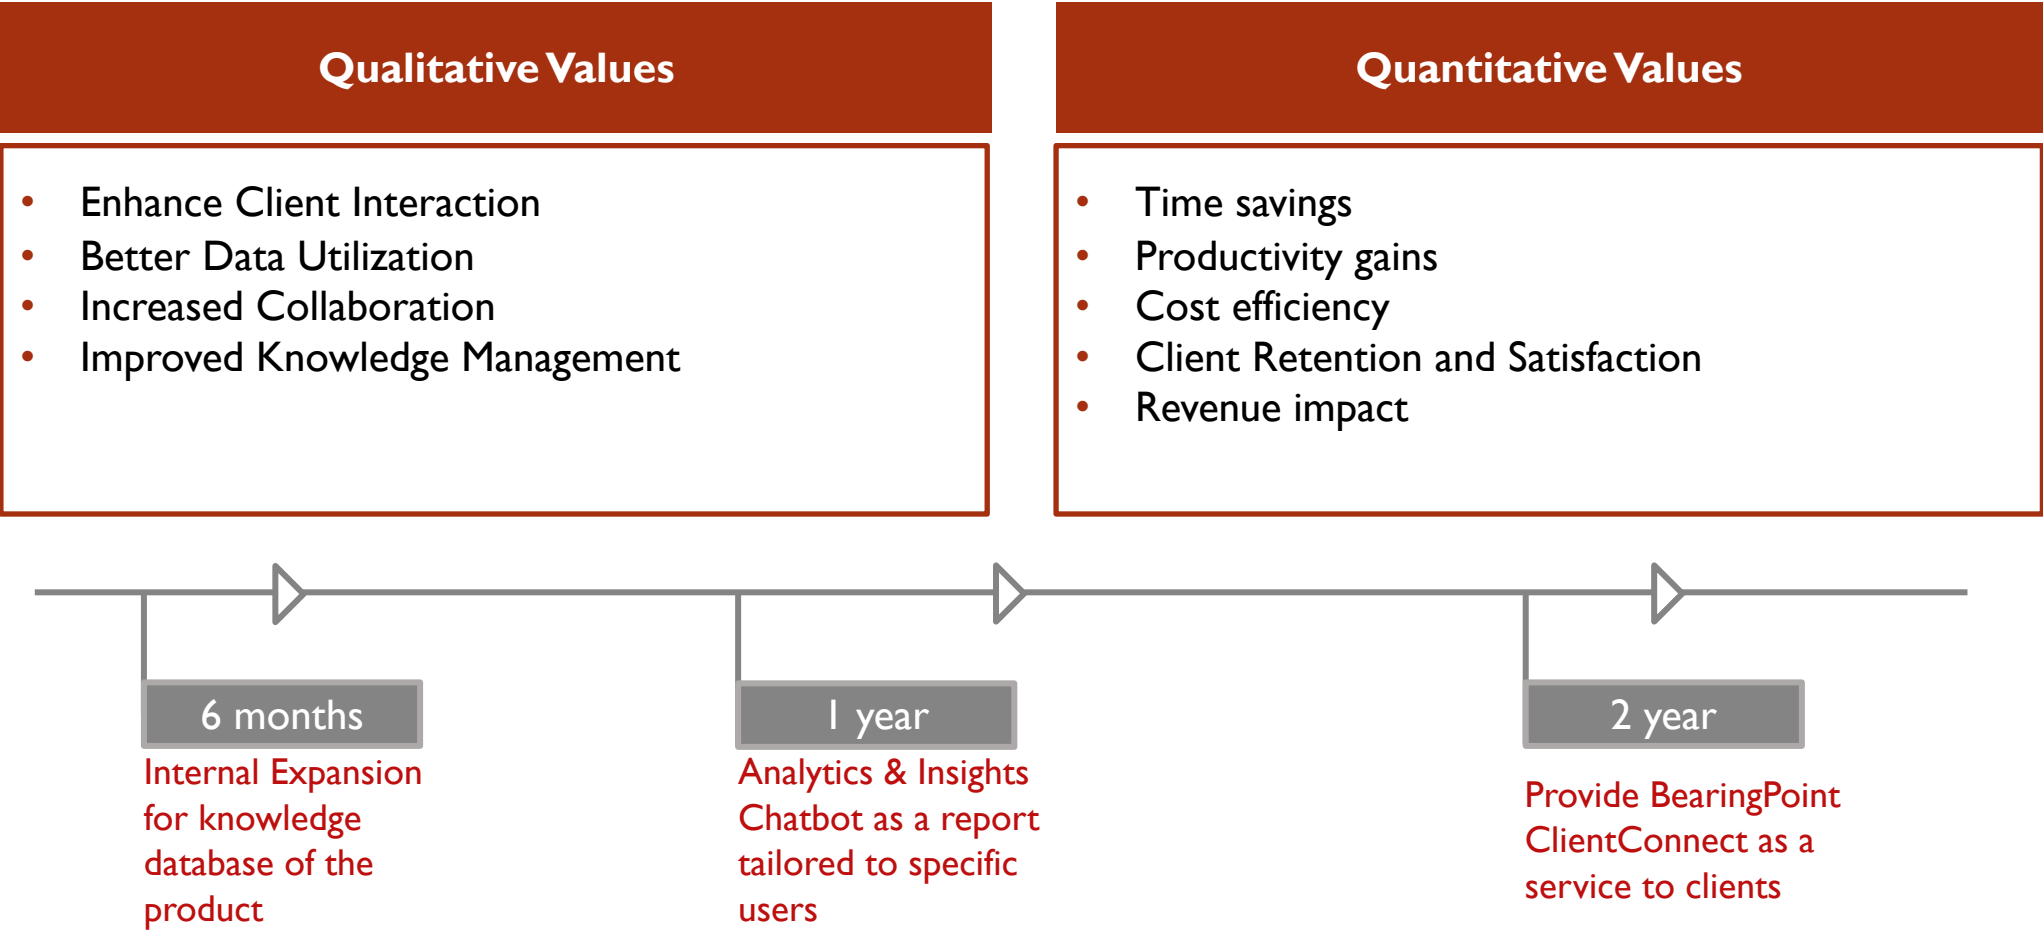 Qualitative Values
Enhance Client Interaction
Better Data Utilization
Increased Collaboration
Improved Knowledge Management
Quantitative Values
Time savings
Productivity gains
Cost efficiency
Client Retention and Satisfaction
Revenue impact
6 months
Internal Expansion
for knowledge
database of the
product
1 year
Analytics & Insights
Chatbot as a report
tailored to specific
users
2 year
Provide BearingPoint
ClientConnect as a
service to clients